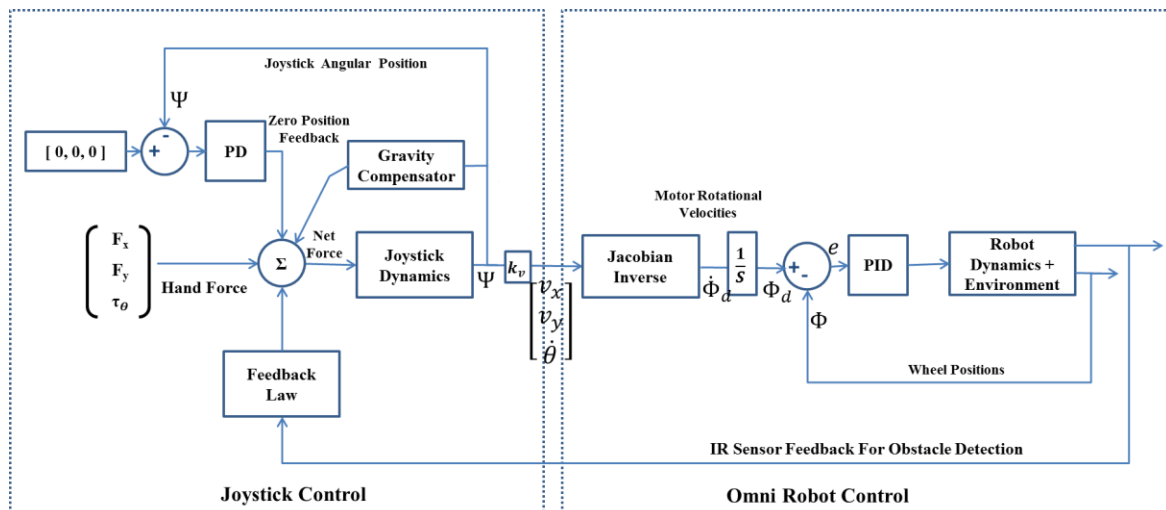 Joystick Angular Position
Ψ
-
+
[ 0, 0, 0 ]
PD
Zero Position
Feedback
Gravity
Compensator
F_x
F_y
τ_θ
Hand Force
Σ
Net
Force
Joystick
Dynamics
Ψ
k_v
v_x
v_y
θ̇
Feedback
Law
Joystick Control
Jacobian
Inverse
Motor Rotational
Velocities
Φ̇_d
1
s
Φ_d
+
-
e
Φ
PID
Robot
Dynamics +
Environment
Wheel Positions
IR Sensor Feedback For Obstacle Detection
Omni Robot Control